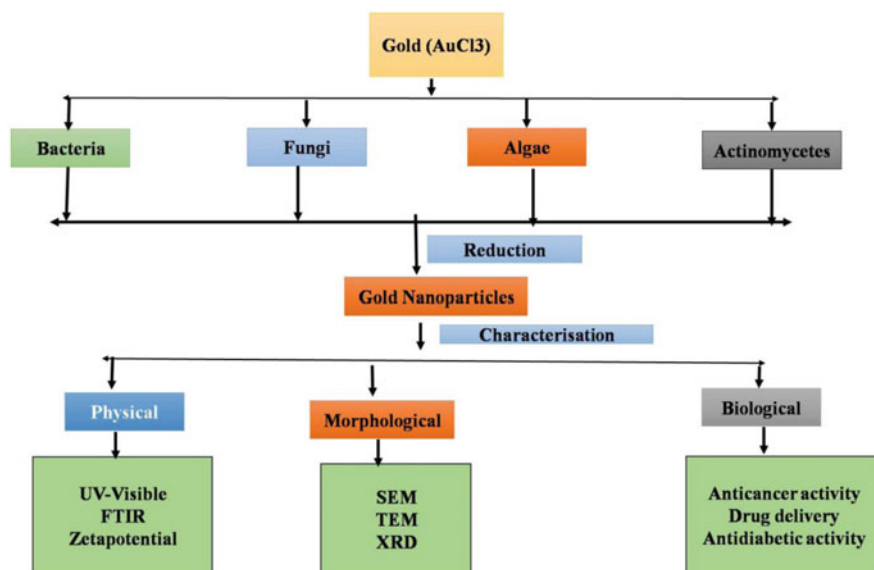 Gold (AuCl3)
Bacteria
Fungi
Algae
Actinomycetes
Reduction
Gold Nanoparticles
Characterisation
Physical
Morphological
Biological
UV-Visible
FTIR
Zetapotential
SEM
TEM
XRD
Anticancer activity
Drug delivery
Antidiabetic activity